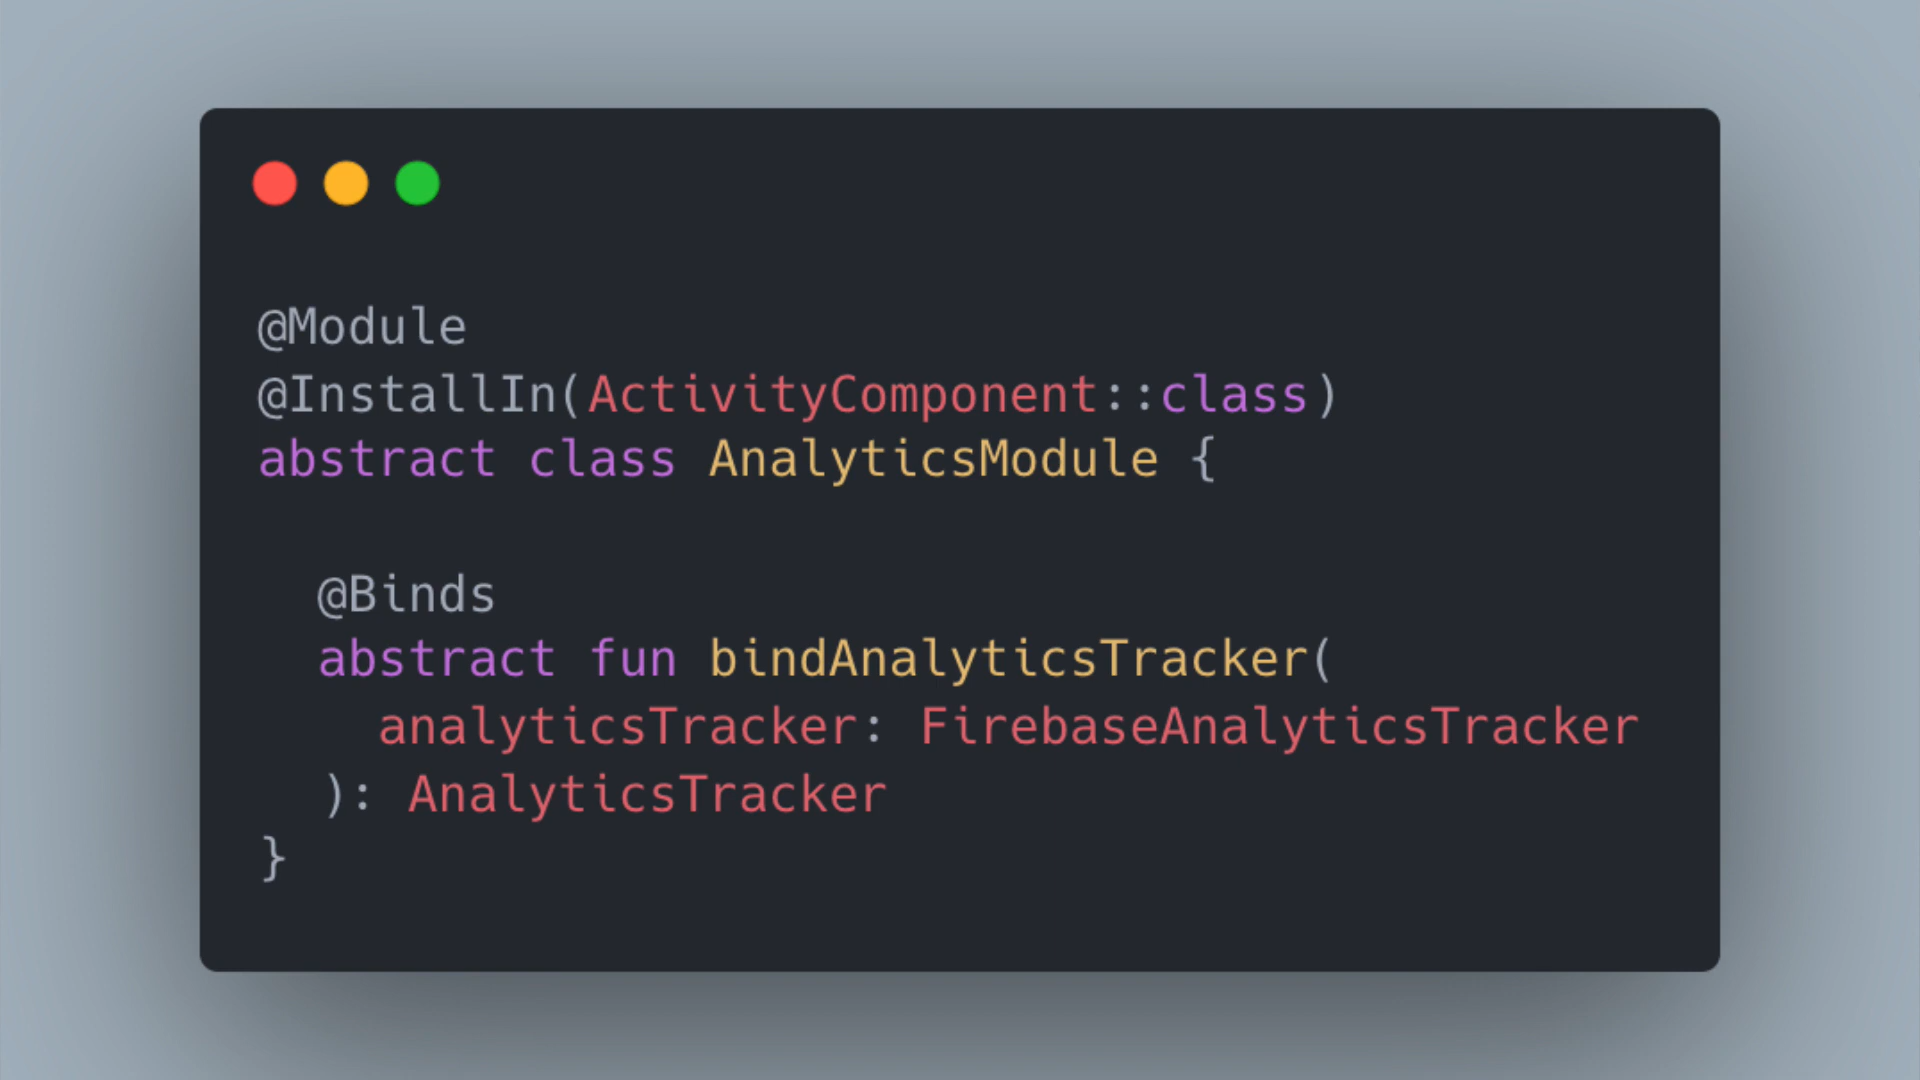 @Module
@InstallIn(ActivityComponent::class)
abstract class AnalyticsModule {
@Binds
abstract fun bindAnalyticsTracker(
analyticsTracker: FirebaseAnalyticsTracker
): AnalyticsTracker
}